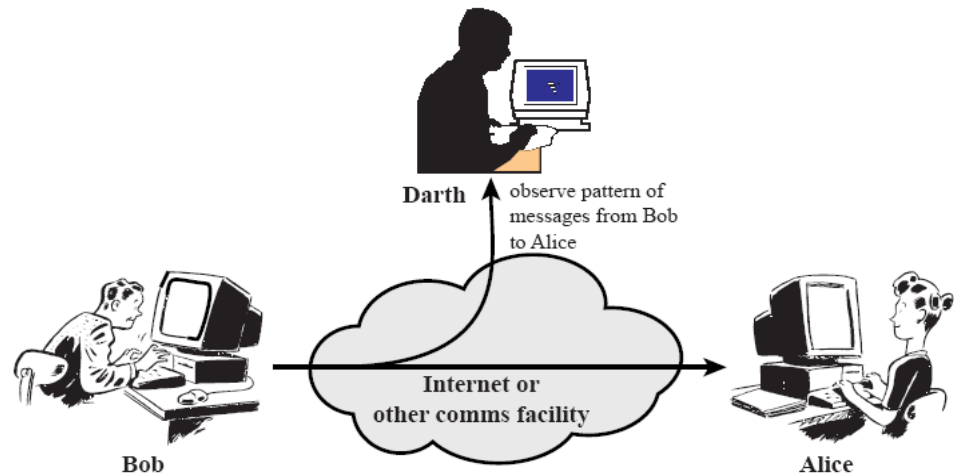 Darth
observe pattern of
messages from Bob
to Alice
Internet or
other comms facility
Bob
Alice